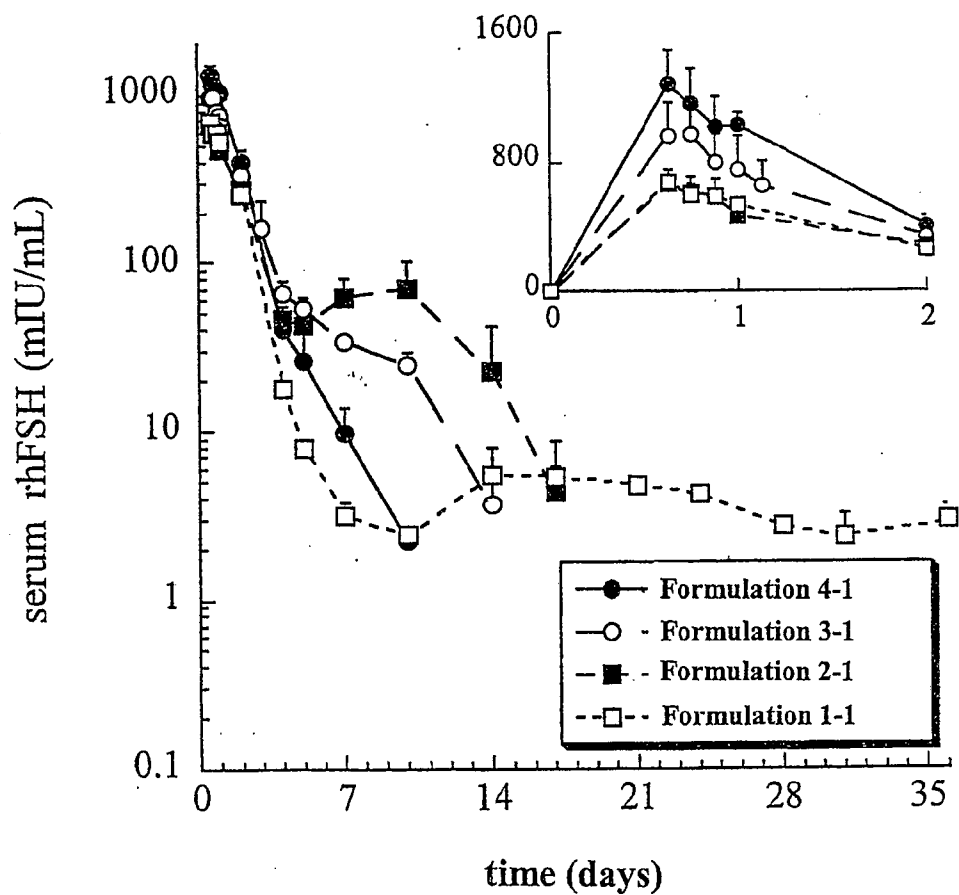 1600
800
0
0
1
2
1000
100
10
1
0.1
serum rhFSH (mIU/mL)
Formulation 4-1
Formulation 3-1
Formulation 2-1
Formulation 1-1
0
7
14
21
28
35
time (days)